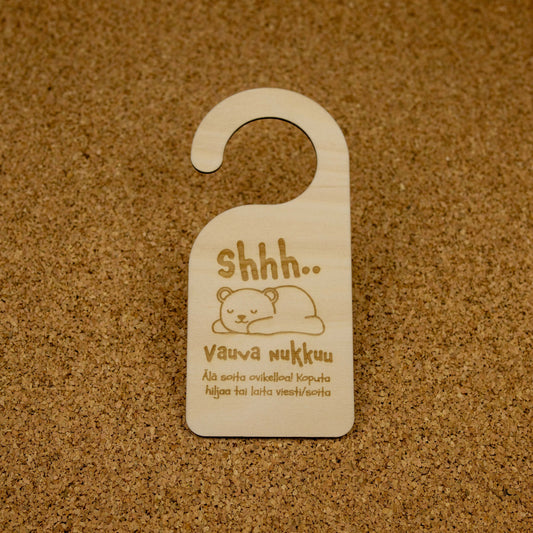 shhh..
Vauva nukkuu
Älä soita ovikelloa! Koputa
hiljaa tai laita viesti/soita